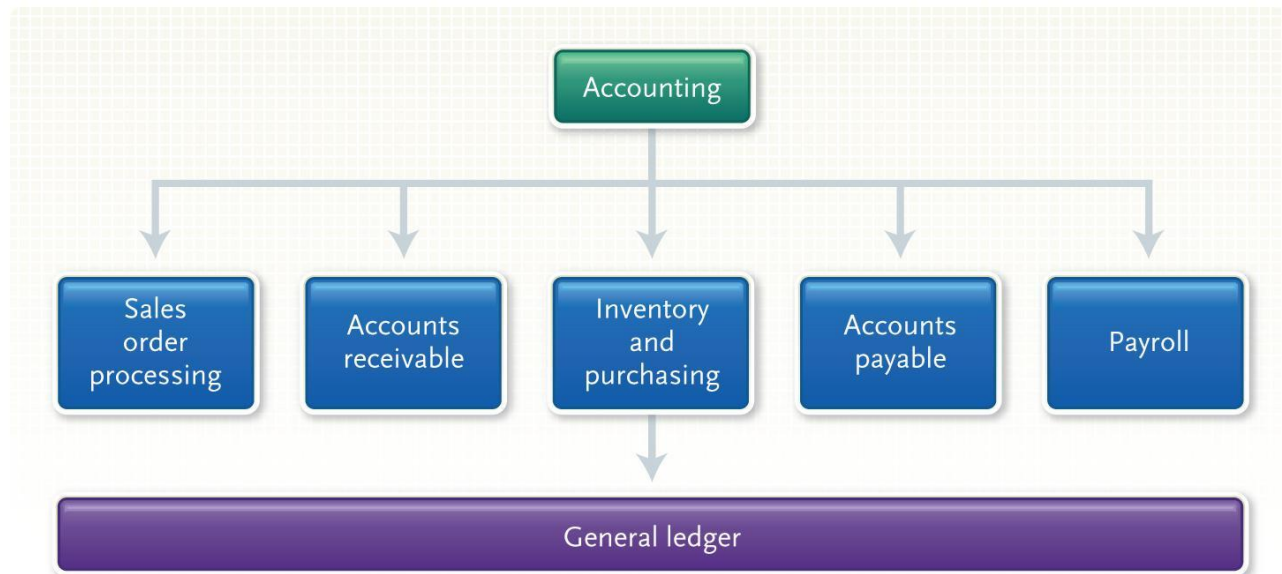 Accounting
Sales
order
processing
Accounts
receivable
Inventory
and
purchasing
Accounts
payable
Payroll
General ledger